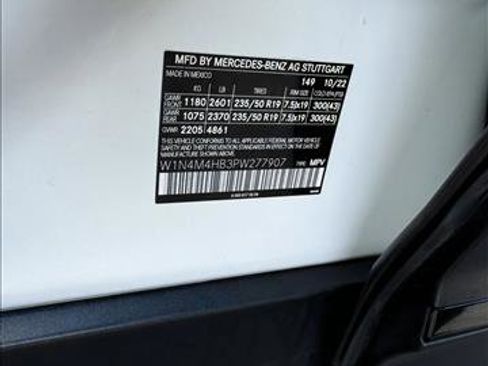 MFD BY MERCEDES-BENZ AG STUTTGART
MADE IN MEXICO 149 10/22
GAWR KG LB TIRES RIM SIZE COLD KPA(PSI)
FRONT 1180 2601 235/50 R19 7.5Jx19 300(43)
GAWR REAR 1075 2370 235/50 R19 7.5Jx19 300(43)
GVWR 2205 4861
THIS VEHICLE CONFORMS TO ALL APPLICABLE
FEDERAL MOTOR VEHICLE SAFETY, BUMPER,
AND THEFT PREVENTION STANDARDS IN EFFECT
ON THE DATE OF MANUFACTURE SHOWN ABOVE.
W1N4M4HB3PW277907 TYPE: MPV